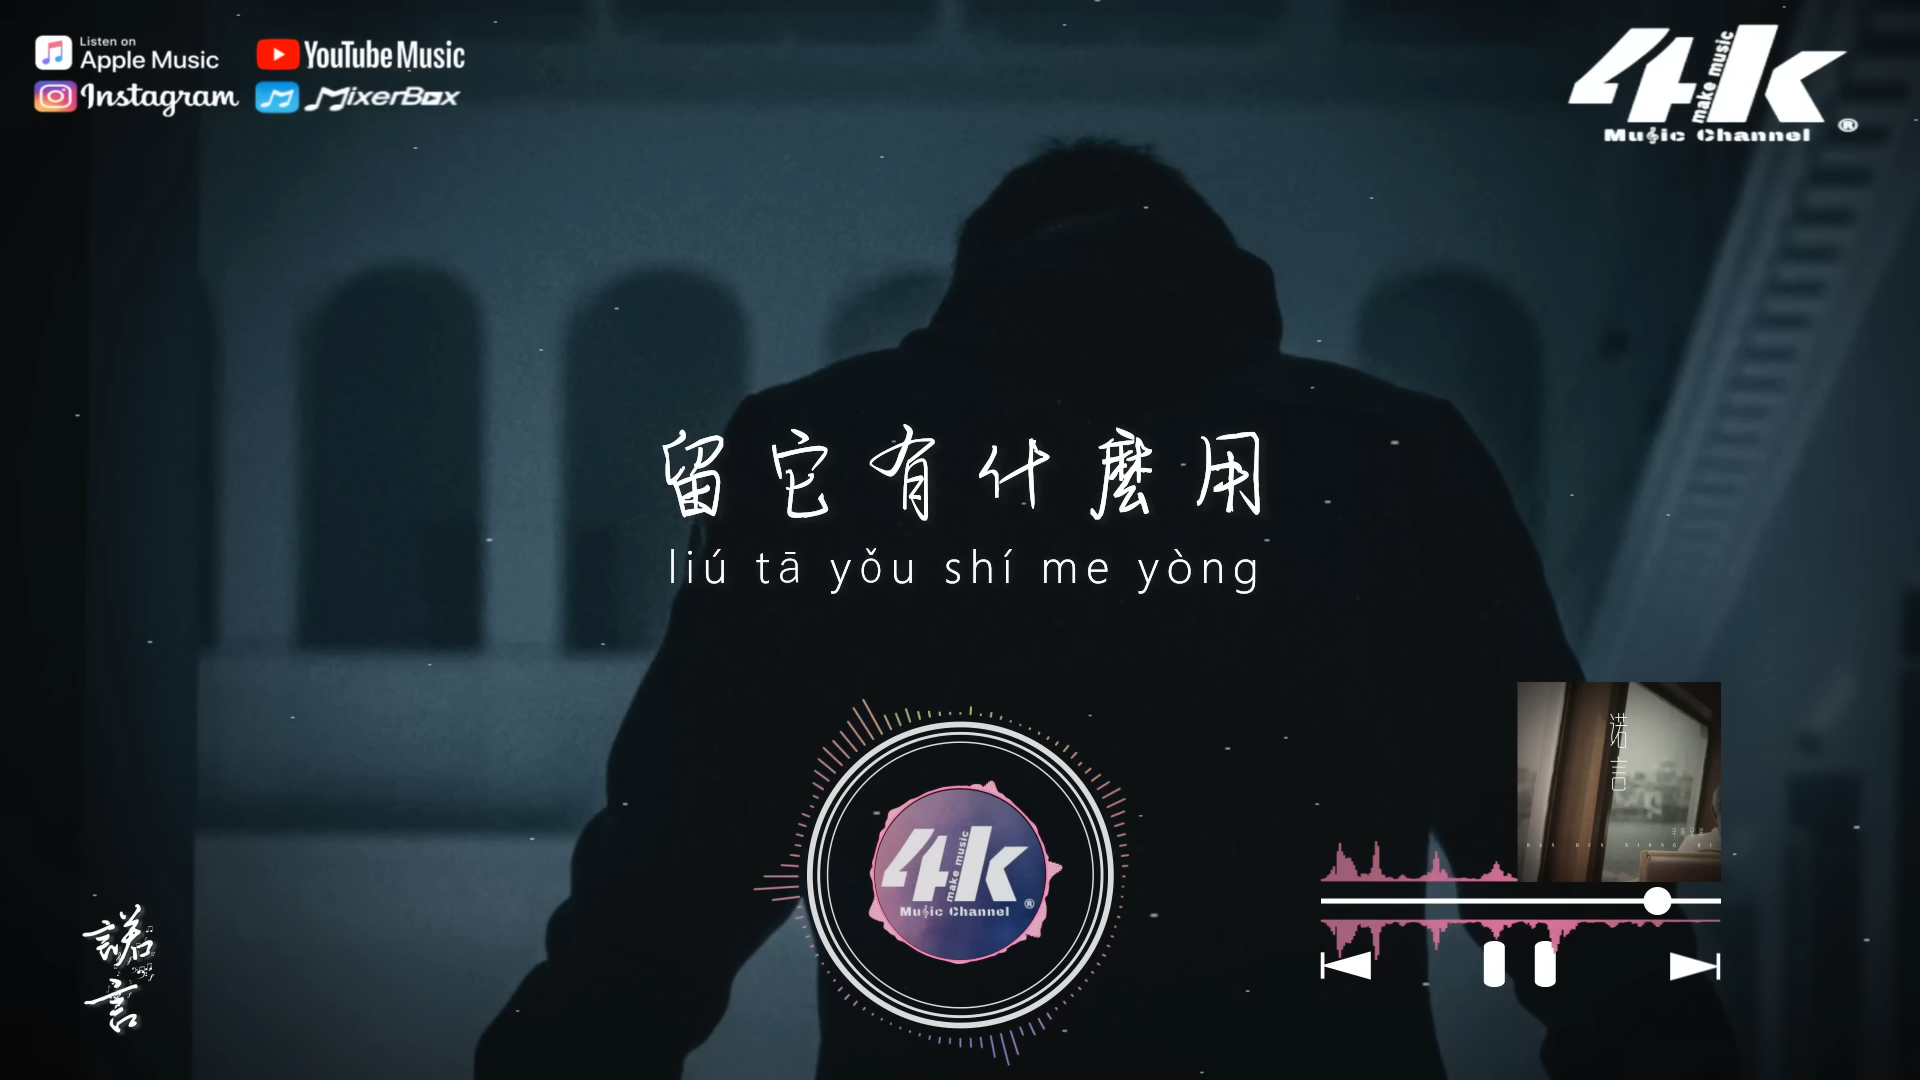 Listen on
Apple Music
YouTube Music
Instagram
MixerBox
4k
make music
Music Channel
®
留它有什麼用
liú tā yǒu shí me yòng
4k
make music
Music Channel
®
诺言
諾言